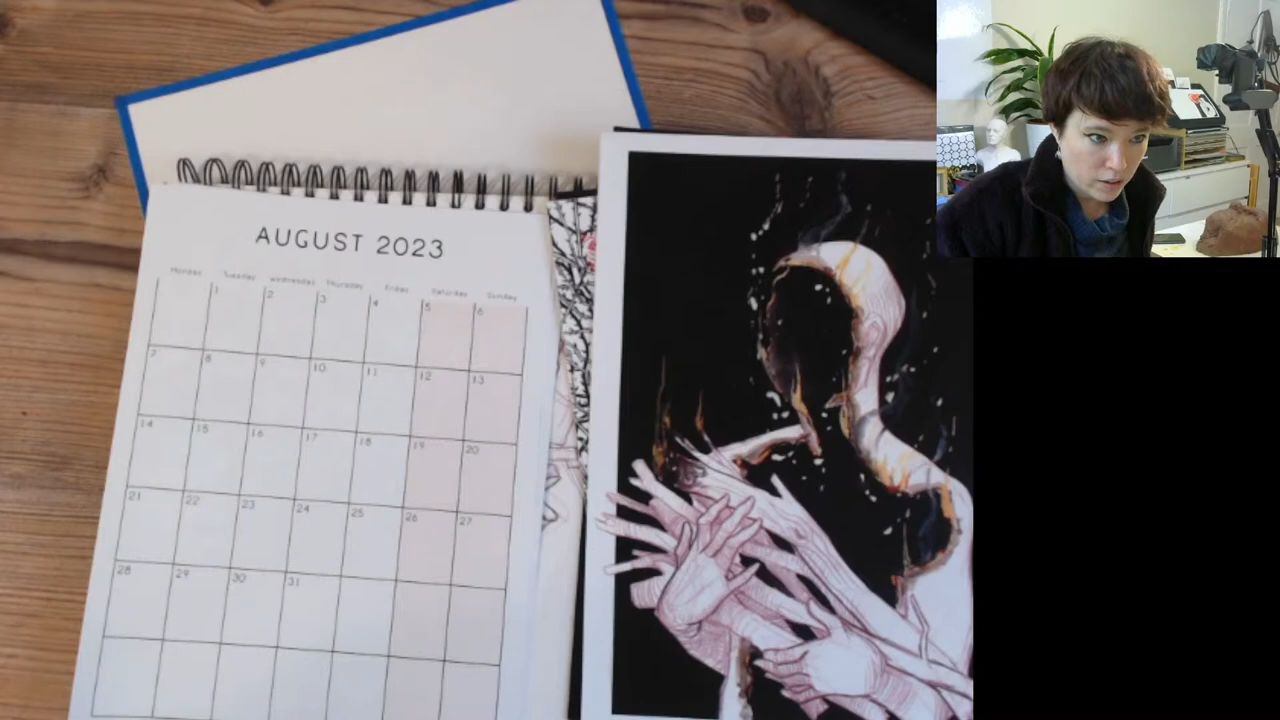 AUGUST 2023
Monday Tuesday Wednesday Thursday Friday Saturday Sunday
1 2 3 4 5 6
7 8 9 10 11 12 13
14 15 16 17 18 19 20
21 22 23 24 25 26 27
28 29 30 31